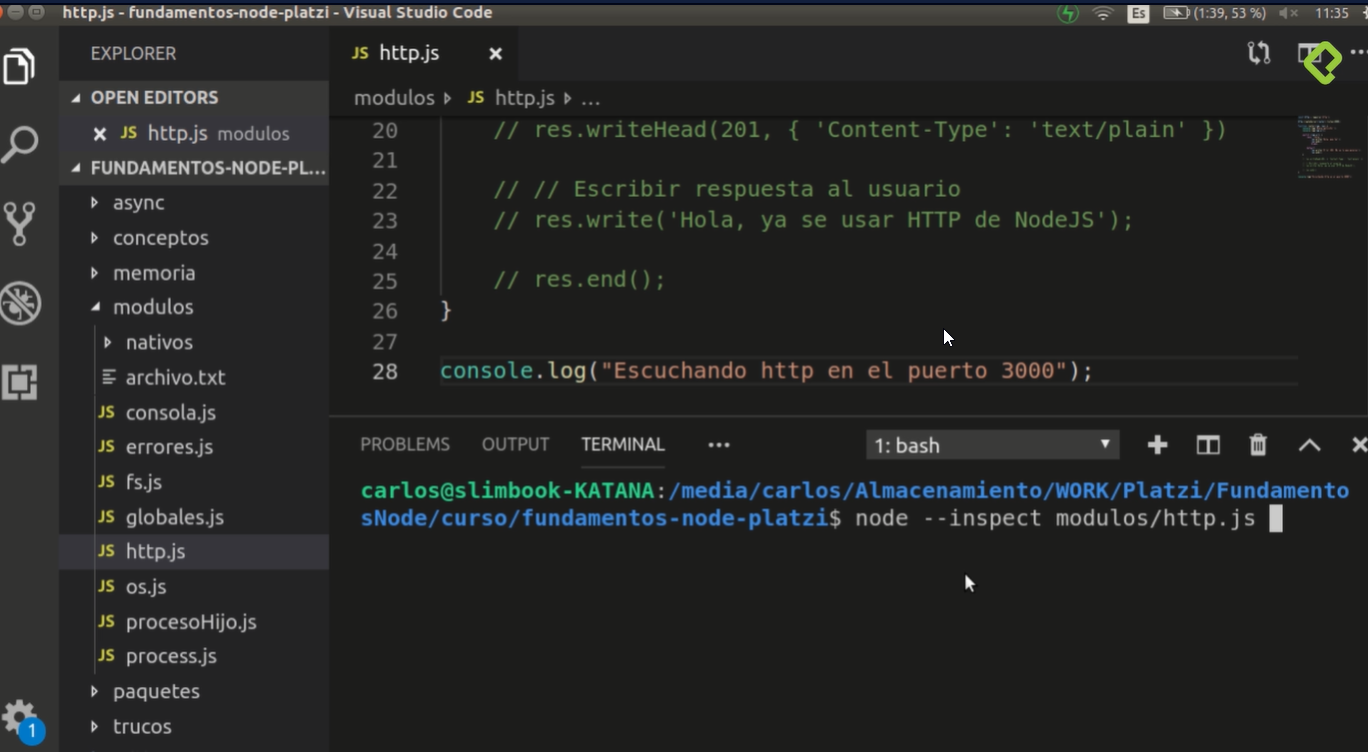 http.js - fundamentos-node-platzi - Visual Studio Code
Es (1:39, 53 %) 11:35
EXPLORER
OPEN EDITORS
JS http.js modulos
FUNDAMENTOS-NODE-PL...
async
conceptos
memoria
modulos
nativos
archivo.txt
JS consola.js
JS errores.js
JS fs.js
JS globales.js
JS http.js
JS os.js
JS procesoHijo.js
JS process.js
paquetes
trucos
1
JS http.js
modulos JS http.js ...
20 // res.writeHead(201, { 'Content-Type': 'text/plain' })
21
22 // // Escribir respuesta al usuario
23 // res.write('Hola, ya se usar HTTP de NodeJS');
24
25 // res.end();
26 }
27
28 console.log("Escuchando http en el puerto 3000");
PROBLEMS OUTPUT TERMINAL ... 1: bash
carlos@slimbook-KATANA:/media/carlos/Almacenamiento/WORK/Platzi/Fundamento
sNode/curso/fundamentos-node-platzi$ node --inspect modulos/http.js